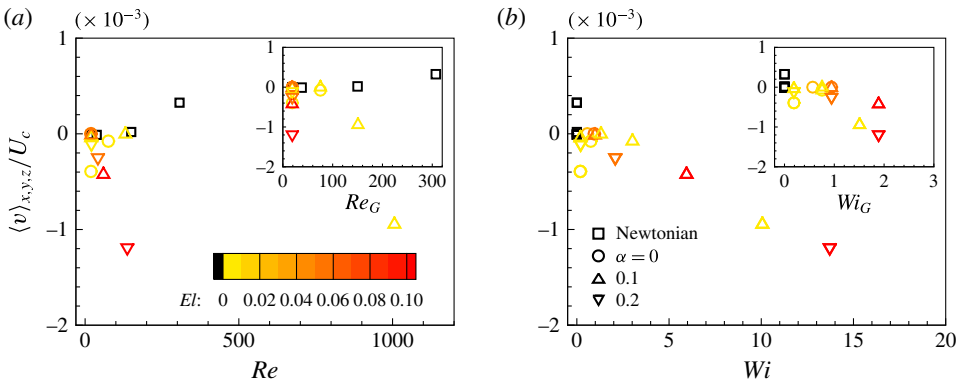 (a) (× 10⁻³)
1
0
−1
−2
⟨v⟩x,y,z/Uc
0 500 1000
Re
1
0
−1
−2
0 100 200 300
ReG
El: 0 0.02 0.04 0.06 0.08 0.10
(b) (× 10⁻³)
1
0
−1
−2
0 5 10 15 20
Wi
1
0
−1
−2
0 1 2 3
WiG
Newtonian
α = 0
0.1
0.2